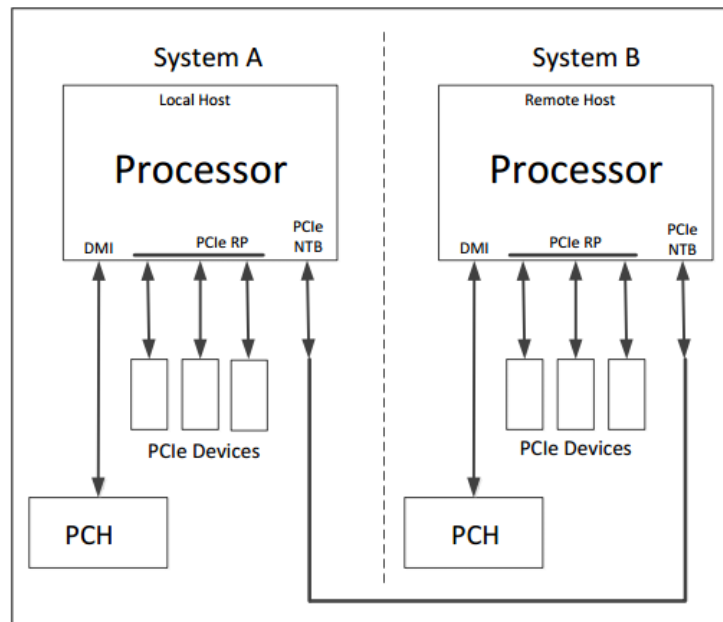 System A
Local Host
Processor
DMI
PCIe RP
PCIe
NTB
PCIe Devices
PCH
System B
Remote Host
Processor
DMI
PCIe RP
PCIe
NTB
PCIe Devices
PCH